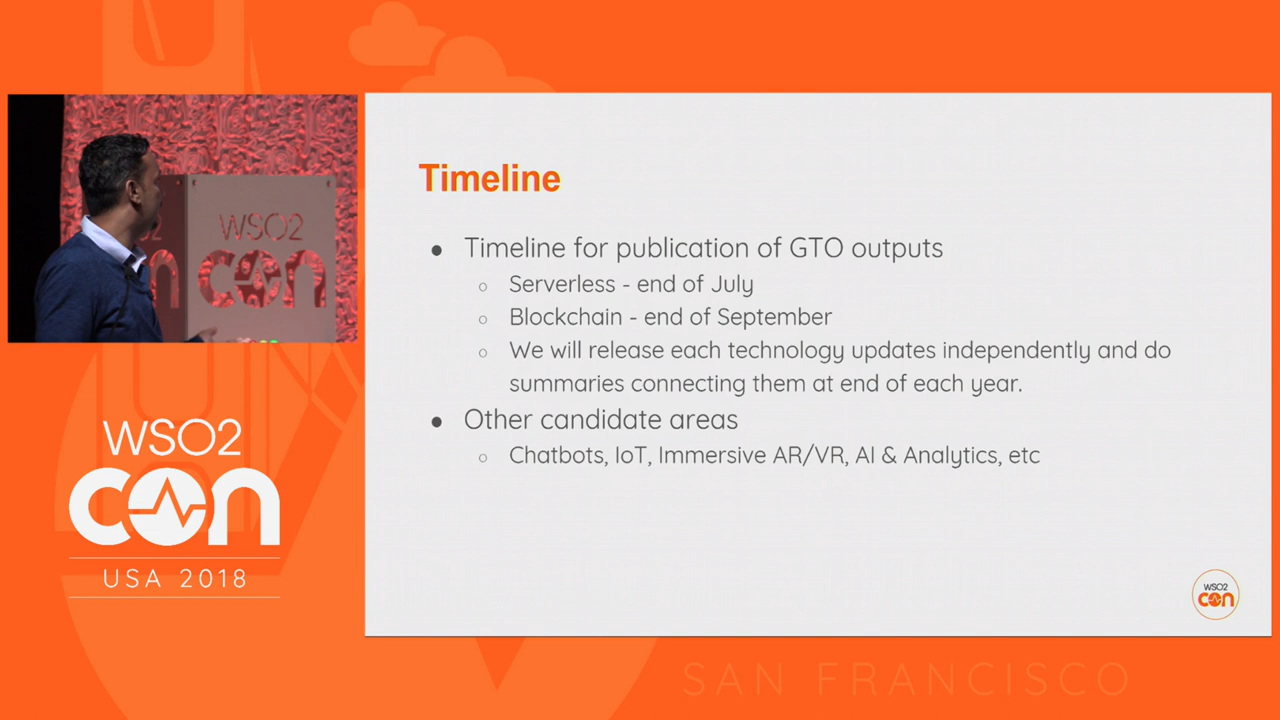 WSO2
con
WSO2
con
USA 2018
Timeline
● Timeline for publication of GTO outputs
○ Serverless - end of July
○ Blockchain - end of September
○ We will release each technology updates independently and do
summaries connecting them at end of each year.
● Other candidate areas
○ Chatbots, IoT, Immersive AR/VR, AI & Analytics, etc
WSO2
con
SAN FRANCISCO